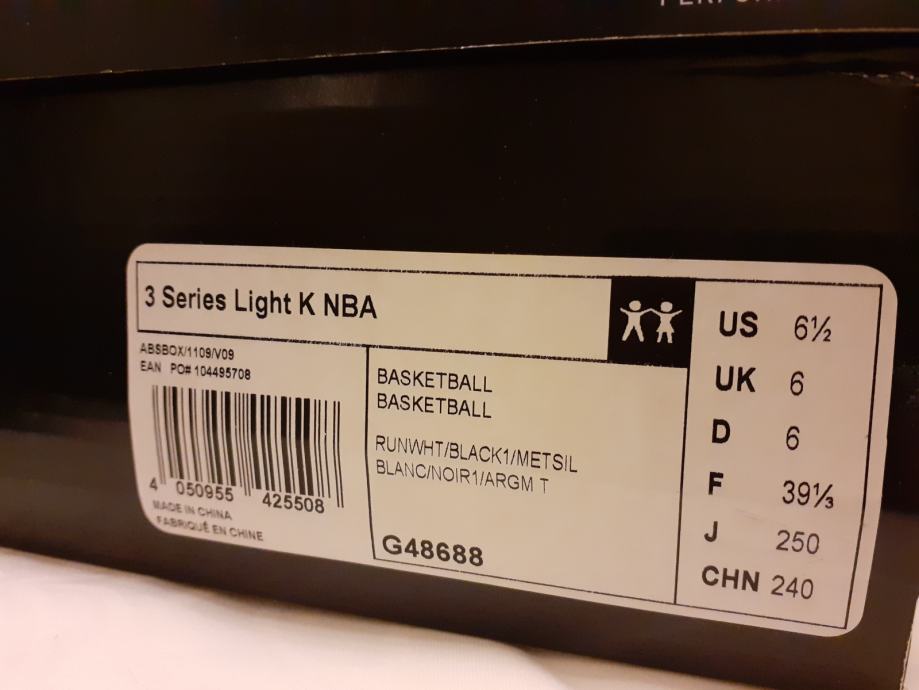 3 Series Light K NBA
ABSBOX/1109/V09
EAN PO# 104495708
4 050955 425508
MADE IN CHINA
FABRIQUÉ EN CHINE
BASKETBALL
BASKETBALL
RUNWHT/BLACK1/METSIL
BLANC/NOIR1/ARGM T
G48688
US 6½
UK 6
D 6
F 39⅓
J 250
CHN 240